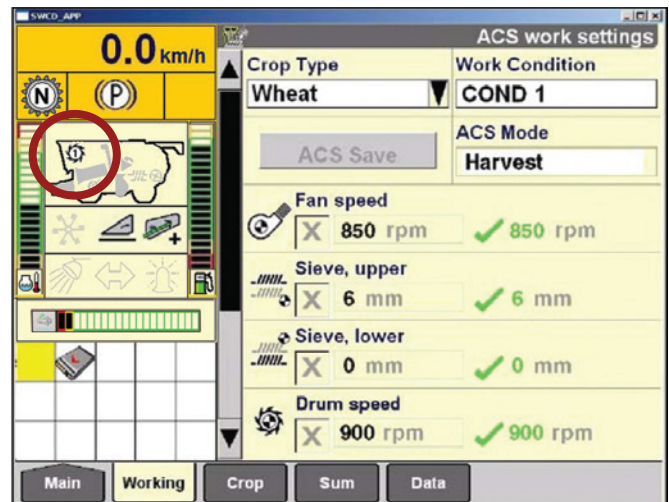 SWCD_APP
0.0 km/h
ACS work settings
N
P
1
Crop Type
Work Condition
Wheat
COND 1
ACS Save
ACS Mode
Harvest
Fan speed
X 850 rpm ✓ 850 rpm
Sieve, upper
X 6 mm ✓ 6 mm
Sieve, lower
X 0 mm ✓ 0 mm
Drum speed
X 900 rpm ✓ 900 rpm
Main
Working
Crop
Sum
Data